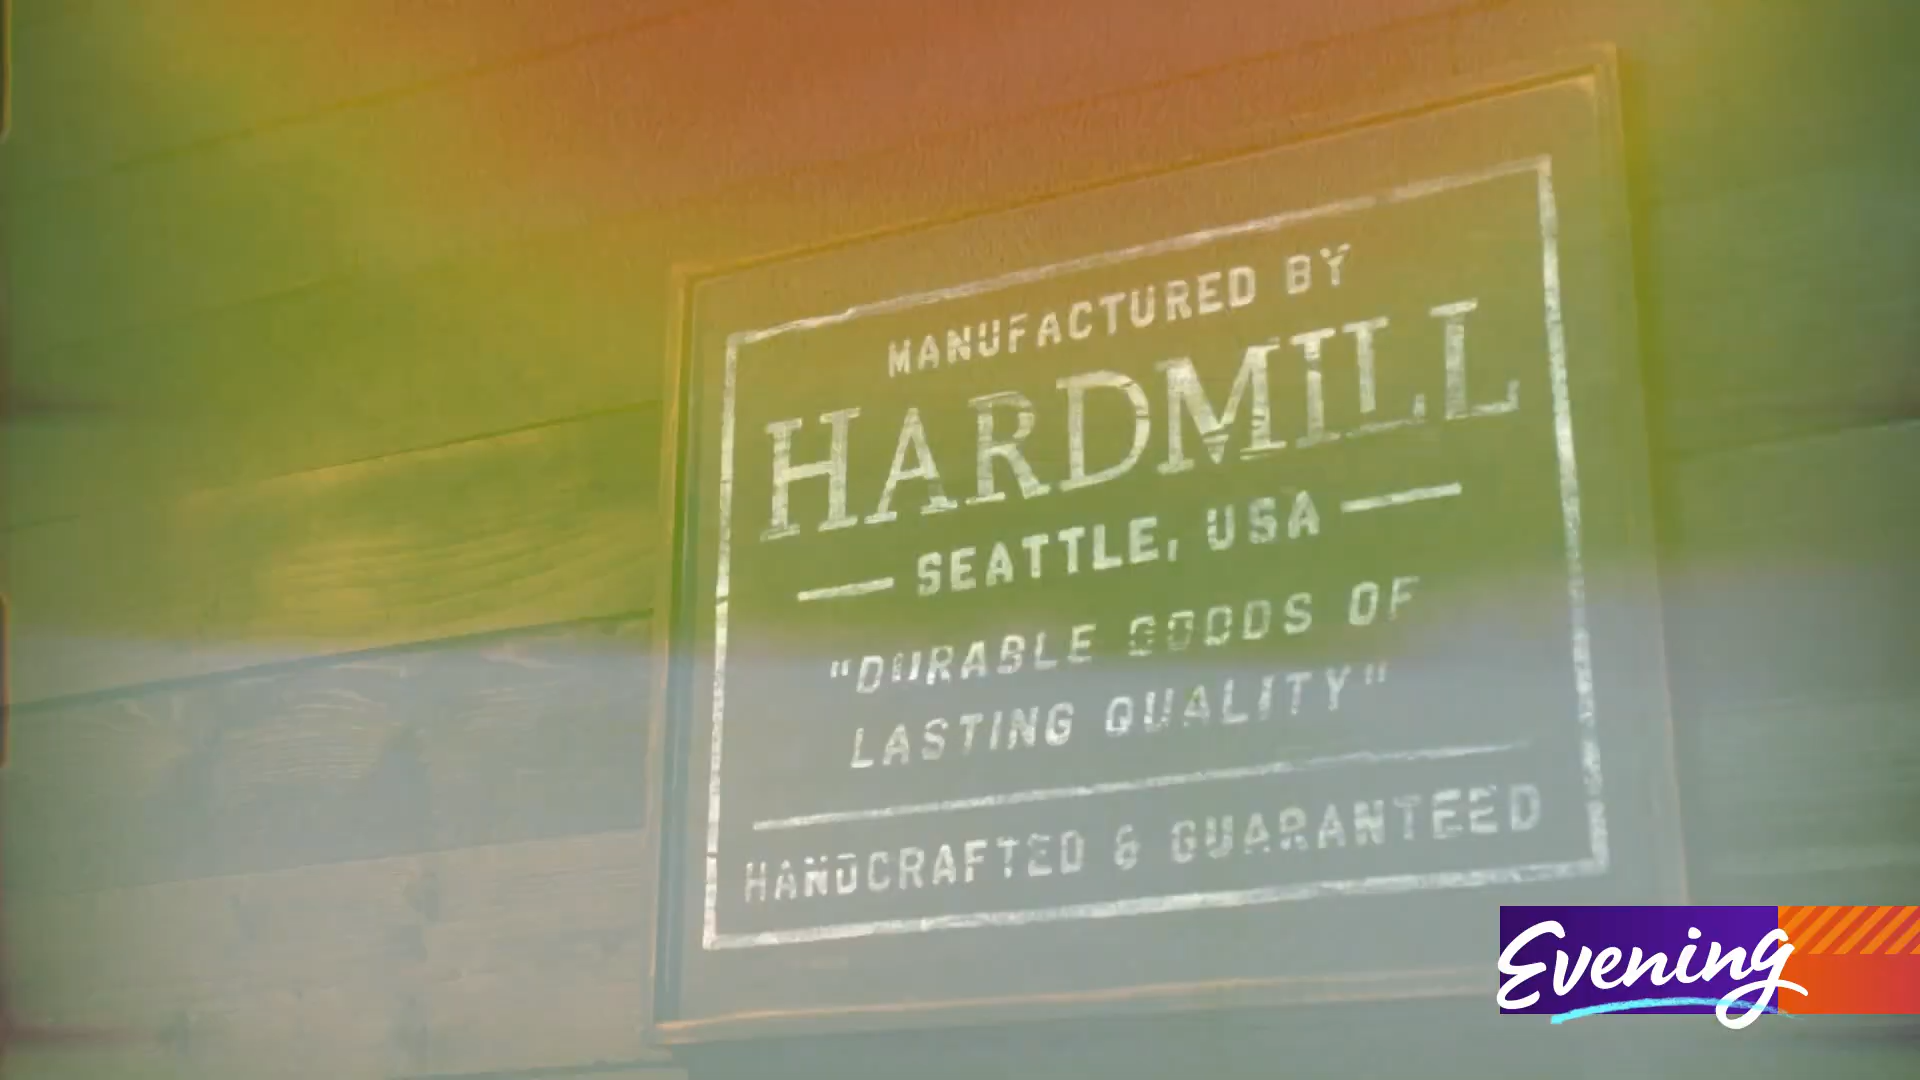 MANUFACTURED BY
HARDMILL
SEATTLE, USA
"DURABLE GOODS OF
LASTING QUALITY"
HANDCRAFTED & GUARANTEED
Evening